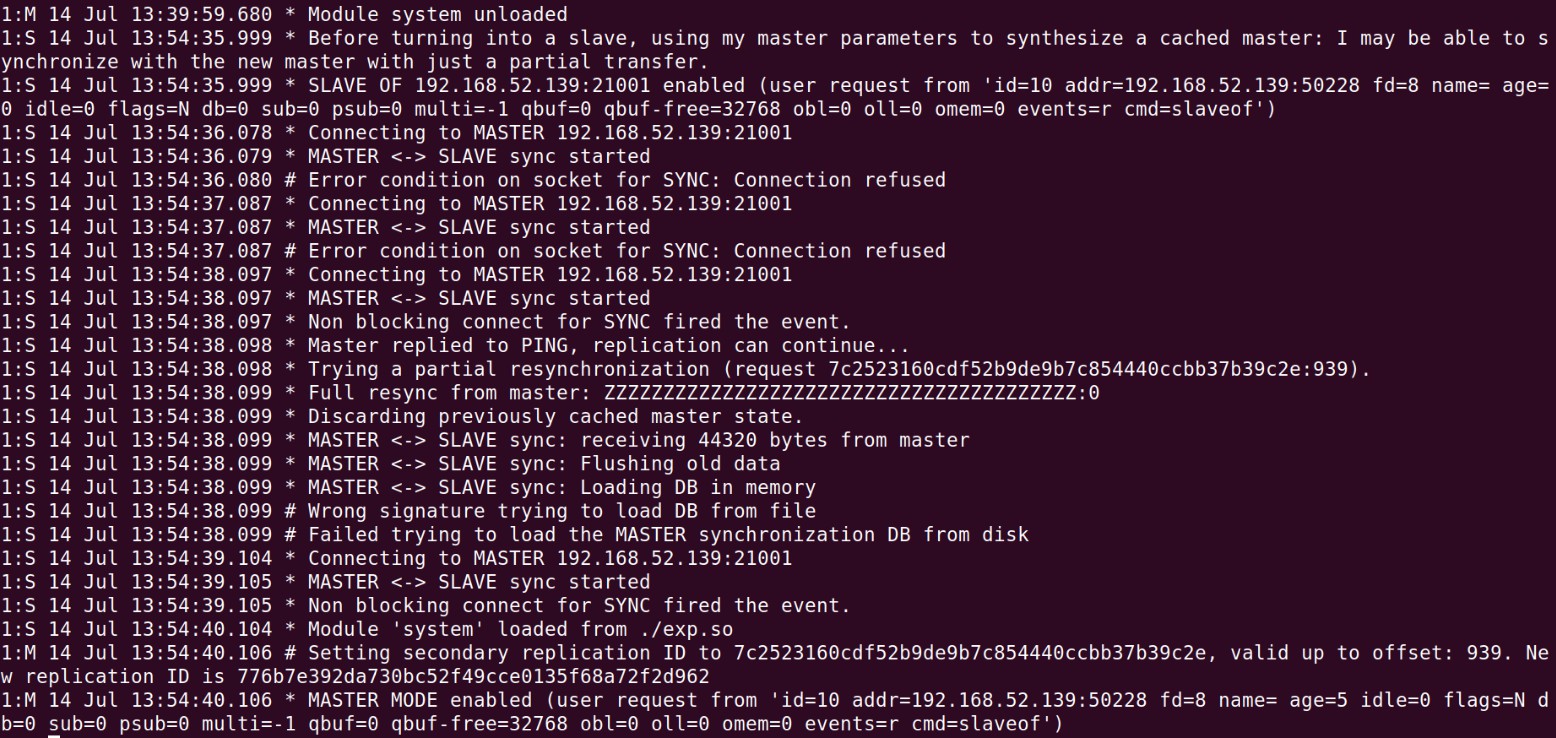 1:M 14 Jul 13:39:59.680 * Module system unloaded
1:S 14 Jul 13:54:35.999 * Before turning into a slave, using my master parameters to synthesize a cached master: I may be able to s
ynchronize with the new master with just a partial transfer.
1:S 14 Jul 13:54:35.999 * SLAVE OF 192.168.52.139:21001 enabled (user request from 'id=10 addr=192.168.52.139:50228 fd=8 name= age=
0 idle=0 flags=N db=0 sub=0 psub=0 multi=-1 qbuf=0 qbuf-free=32768 obl=0 oll=0 omem=0 events=r cmd=slaveof')
1:S 14 Jul 13:54:36.078 * Connecting to MASTER 192.168.52.139:21001
1:S 14 Jul 13:54:36.079 * MASTER <-> SLAVE sync started
1:S 14 Jul 13:54:36.080 # Error condition on socket for SYNC: Connection refused
1:S 14 Jul 13:54:37.087 * Connecting to MASTER 192.168.52.139:21001
1:S 14 Jul 13:54:37.087 * MASTER <-> SLAVE sync started
1:S 14 Jul 13:54:37.087 # Error condition on socket for SYNC: Connection refused
1:S 14 Jul 13:54:38.097 * Connecting to MASTER 192.168.52.139:21001
1:S 14 Jul 13:54:38.097 * MASTER <-> SLAVE sync started
1:S 14 Jul 13:54:38.097 * Non blocking connect for SYNC fired the event.
1:S 14 Jul 13:54:38.098 * Master replied to PING, replication can continue...
1:S 14 Jul 13:54:38.098 * Trying a partial resynchronization (request 7c2523160cdf52b9de9b7c854440ccbb37b39c2e:939).
1:S 14 Jul 13:54:38.099 * Full resync from master: ZZZZZZZZZZZZZZZZZZZZZZZZZZZZZZZZZZZZZZZZ:0
1:S 14 Jul 13:54:38.099 * Discarding previously cached master state.
1:S 14 Jul 13:54:38.099 * MASTER <-> SLAVE sync: receiving 44320 bytes from master
1:S 14 Jul 13:54:38.099 * MASTER <-> SLAVE sync: Flushing old data
1:S 14 Jul 13:54:38.099 * MASTER <-> SLAVE sync: Loading DB in memory
1:S 14 Jul 13:54:38.099 # Wrong signature trying to load DB from file
1:S 14 Jul 13:54:38.099 # Failed trying to load the MASTER synchronization DB from disk
1:S 14 Jul 13:54:39.104 * Connecting to MASTER 192.168.52.139:21001
1:S 14 Jul 13:54:39.105 * MASTER <-> SLAVE sync started
1:S 14 Jul 13:54:39.105 * Non blocking connect for SYNC fired the event.
1:S 14 Jul 13:54:40.104 * Module 'system' loaded from ./exp.so
1:M 14 Jul 13:54:40.106 # Setting secondary replication ID to 7c2523160cdf52b9de9b7c854440ccbb37b39c2e, valid up to offset: 939. Ne
w replication ID is 776b7e392da730bc52f49cce0135f68a72f2d962
1:M 14 Jul 13:54:40.106 * MASTER MODE enabled (user request from 'id=10 addr=192.168.52.139:50228 fd=8 name= age=5 idle=0 flags=N d
b=0 sub=0 psub=0 multi=-1 qbuf=0 qbuf-free=32768 obl=0 oll=0 omem=0 events=r cmd=slaveof')